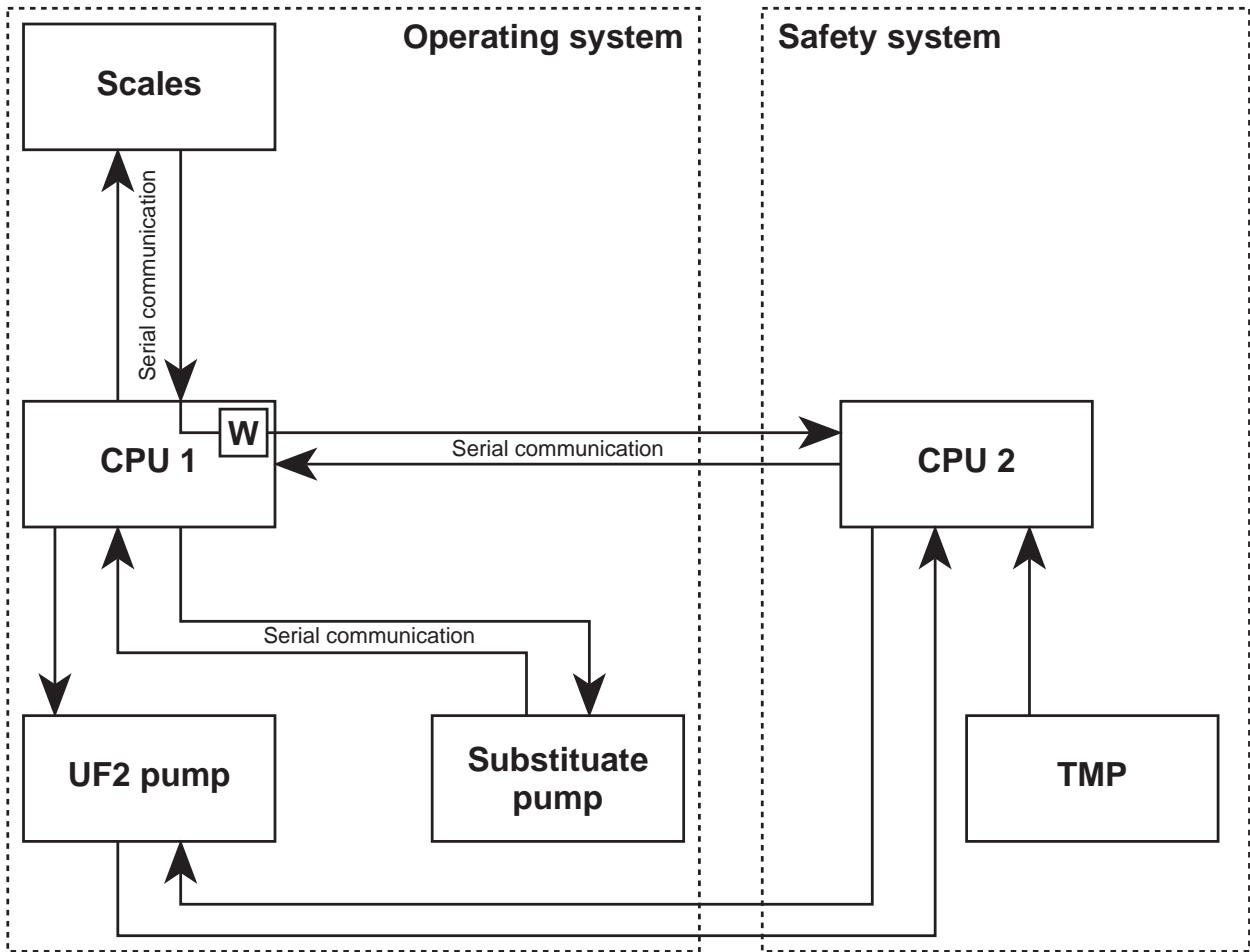 Operating system
Safety system
Scales
Serial communication
W
CPU 1
Serial communication
CPU 2
Serial communication
UF2 pump
Substituate
pump
TMP